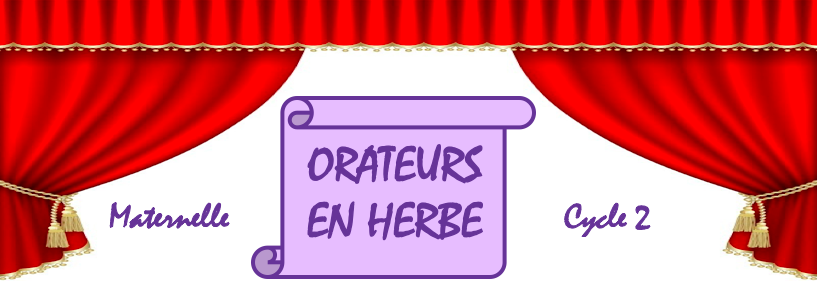 ORATEURS
EN HERBE
Maternelle
Cycle 2